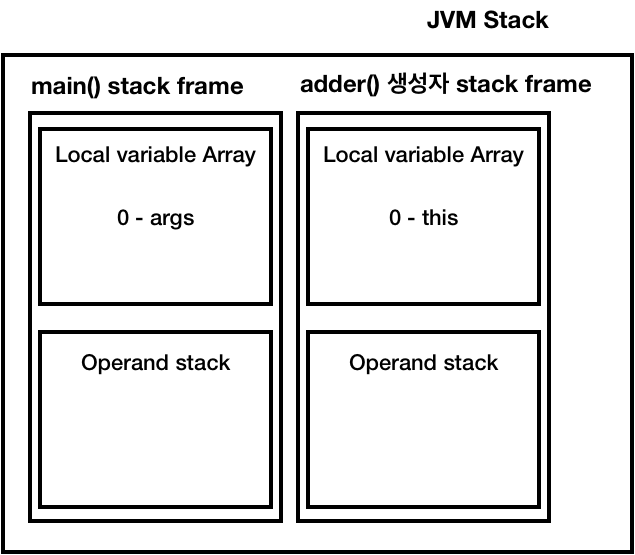 JVM Stack
main() stack frame
adder() 생성자 stack frame
Local variable Array
0 - args
Local variable Array
0 - this
Operand stack
Operand stack